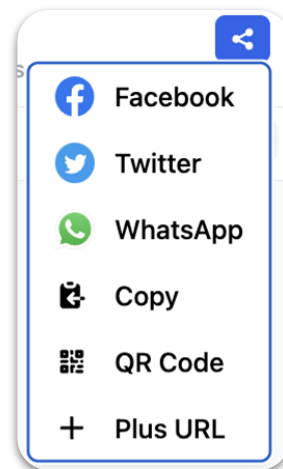 Facebook
Twitter
WhatsApp
Copy
QR Code
Plus URL